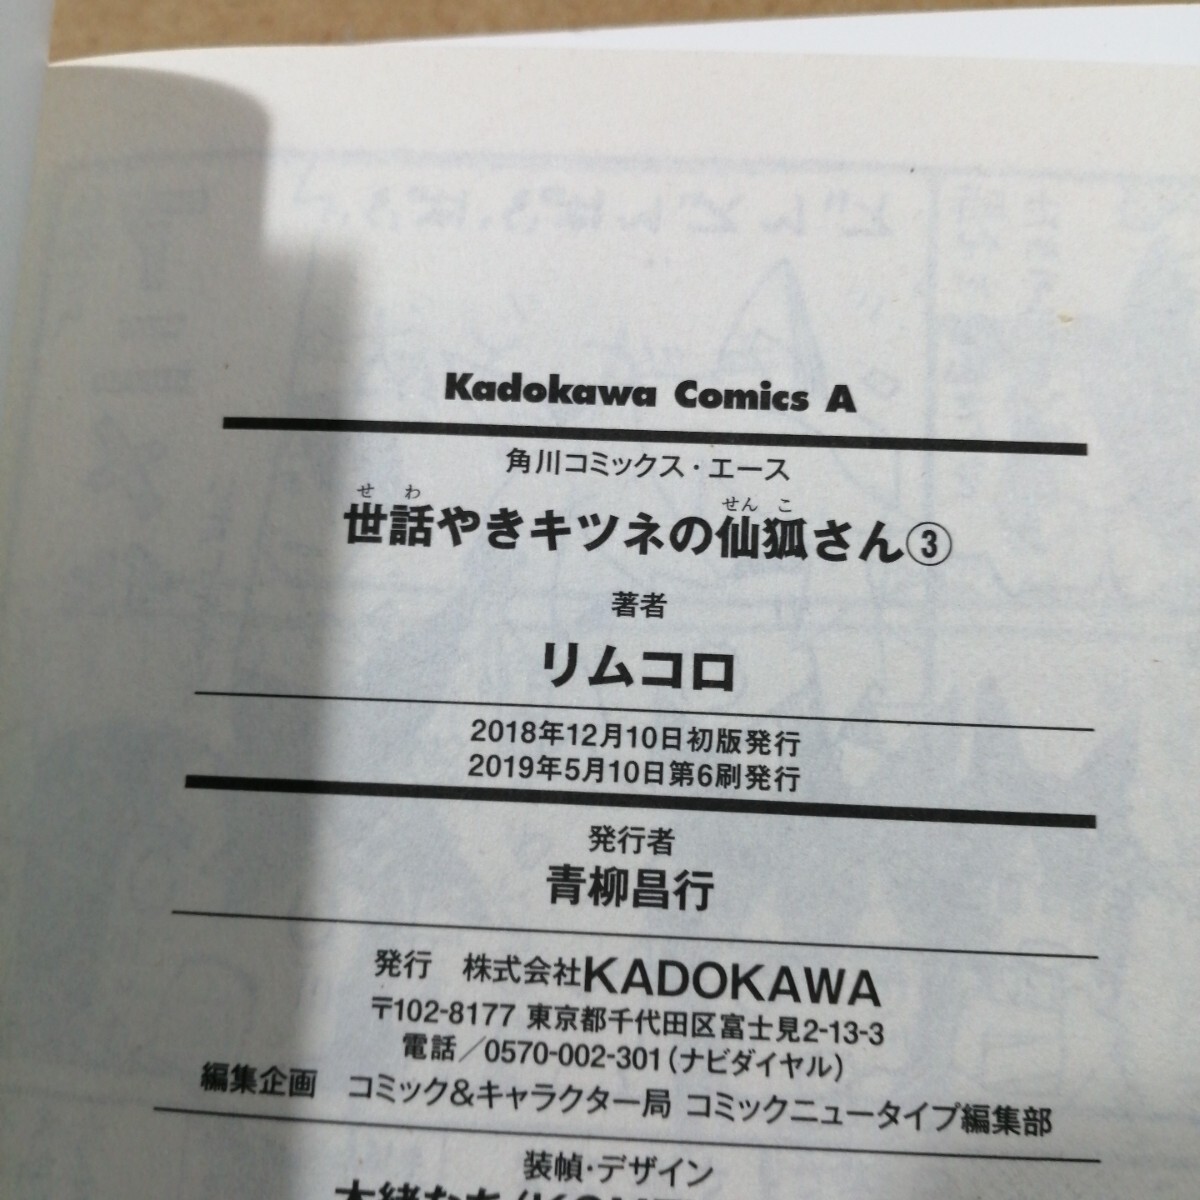 Kadokawa Comics A
角川コミックス・エース
世話やきキツネの仙狐さん③
著者
リムコロ
2018年12月10日初版発行
2019年5月10日第6刷発行
発行者
青柳昌行
発行 株式会社KADOKAWA
〒102-8177 東京都千代田区富士見2-13-3
電話/0570-002-301(ナビダイヤル)
編集企画 コミック&キャラクター局 コミックニュータイプ編集部
装幀・デザイン